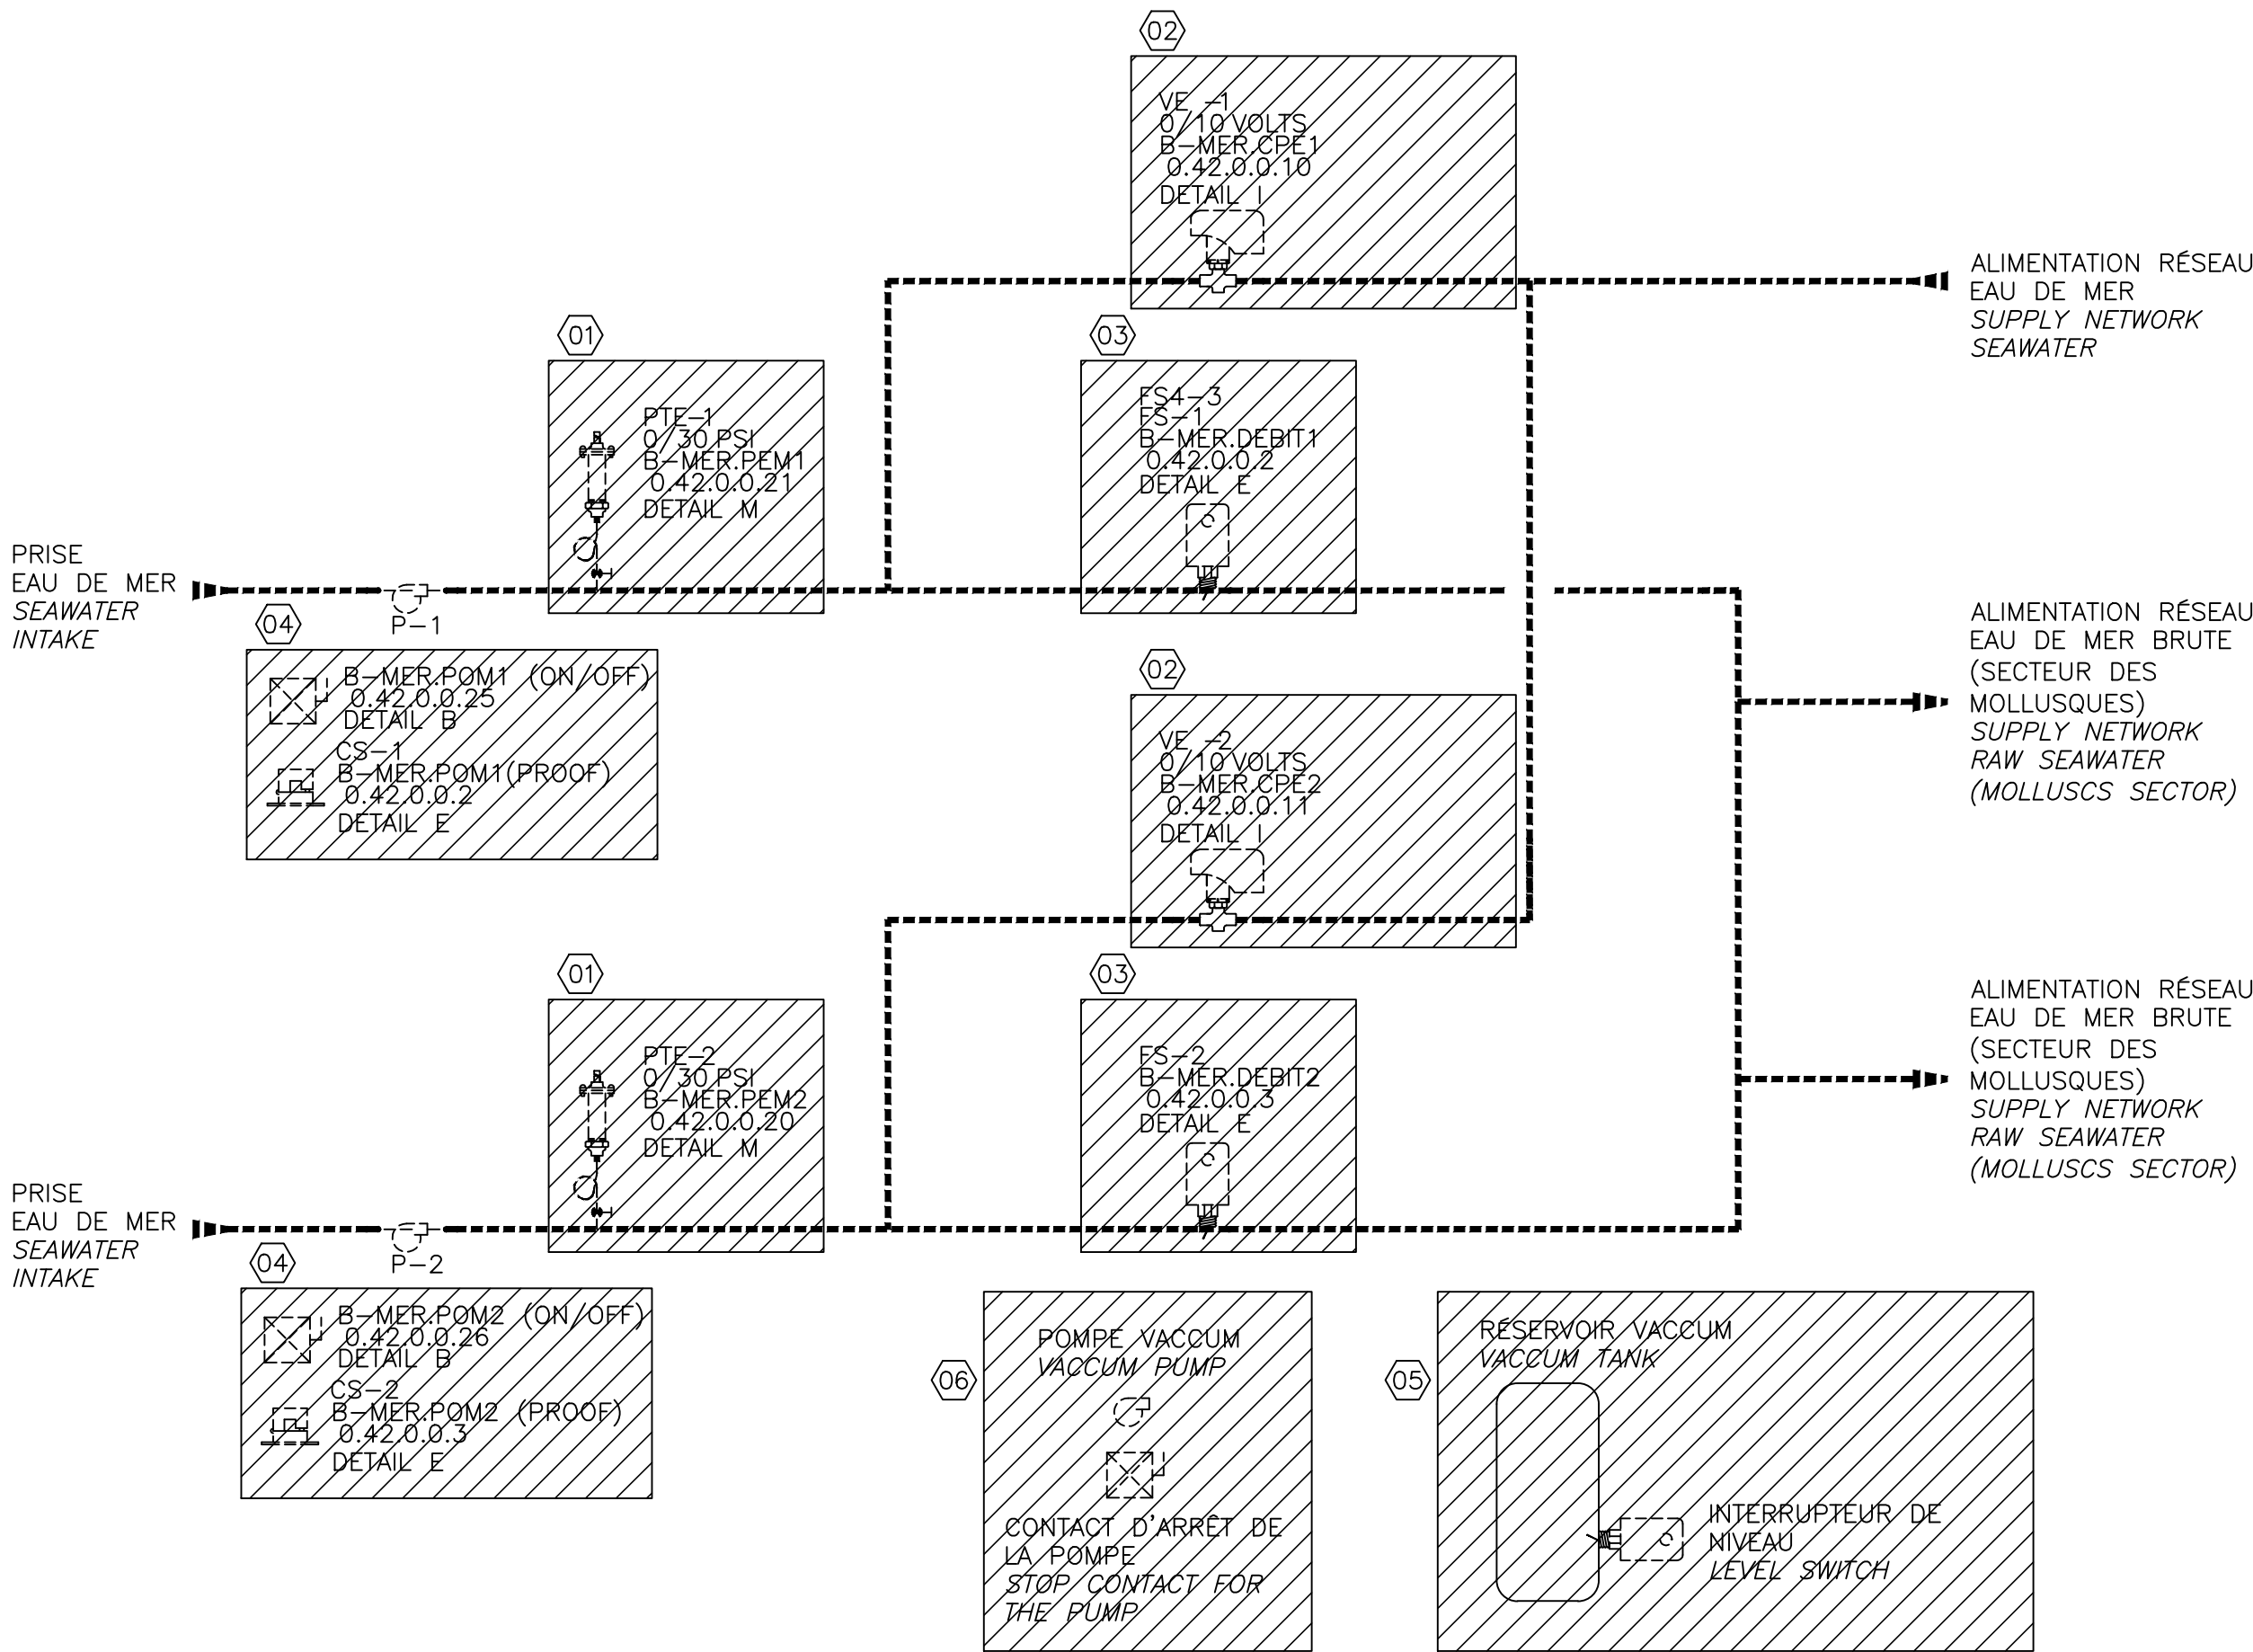 02
VE -1
0/10 VOLTS
B-MER.CPE1
0.42.0.0.10
DETAIL I
ALIMENTATION RÉSEAU
EAU DE MER
SUPPLY NETWORK
SEAWATER
01
PTE-1
0/30 PSI
B-MER.PEM1
0.42.0.0.21
DETAIL M
03
FS4-3
FS-1
B-MER.DEBIT1
0.42.0.0.2
DETAIL E
PRISE
EAU DE MER
SEAWATER
INTAKE
P-1
04
B-MER.POM1 (ON/OFF)
0.42.0.0.25
DETAIL B
CS-1
B-MER.POM1(PROOF)
0.42.0.0.2
DETAIL E
02
VE -2
0/10 VOLTS
B-MER.CPE2
0.42.0.0.11
DETAIL I
ALIMENTATION RÉSEAU
EAU DE MER BRUTE
(SECTEUR DES
MOLLUSQUES)
SUPPLY NETWORK
RAW SEAWATER
(MOLLUSCS SECTOR)
01
PTE-2
0/30 PSI
B-MER.PEM2
0.42.0.0.20
DETAIL M
03
FS-2
B-MER.DEBIT2
0.42.0.0.3
DETAIL E
ALIMENTATION RÉSEAU
EAU DE MER BRUTE
(SECTEUR DES
MOLLUSQUES)
SUPPLY NETWORK
RAW SEAWATER
(MOLLUSCS SECTOR)
PRISE
EAU DE MER
SEAWATER
INTAKE
P-2
04
B-MER.POM2 (ON/OFF)
0.42.0.0.26
DETAIL B
CS-2
B-MER.POM2 (PROOF)
0.42.0.0.3
DETAIL E
06
POMPE VACCUM
VACCUM PUMP
CONTACT D'ARRÊT DE
LA POMPE
STOP CONTACT FOR
THE PUMP
05
RÉSERVOIR VACCUM
VACCUM TANK
INTERRUPTEUR DE
NIVEAU
LEVEL SWITCH